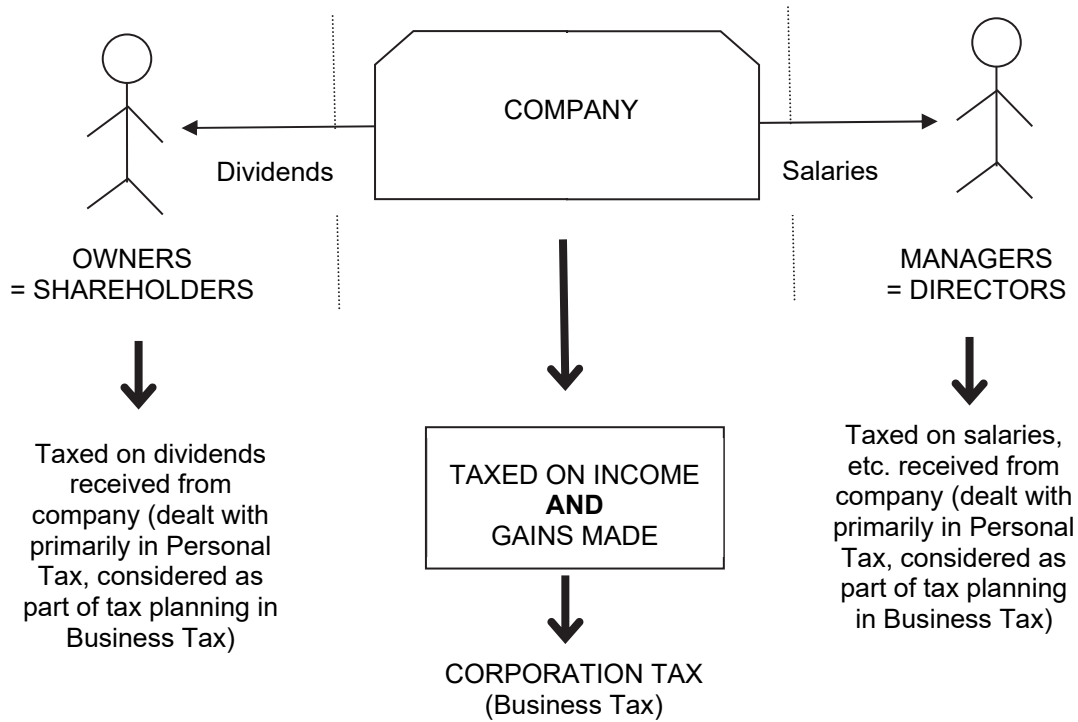 COMPANY
Dividends
Salaries
OWNERS
= SHAREHOLDERS
MANAGERS
= DIRECTORS
Taxed on dividends
received from
company (dealt with
primarily in Personal
Tax, considered as
part of tax planning in
Business Tax)
TAXED ON INCOME
AND
GAINS MADE
Taxed on salaries,
etc. received from
company (dealt with
primarily in Personal
Tax, considered as
part of tax planning
in Business Tax)
CORPORATION TAX
(Business Tax)